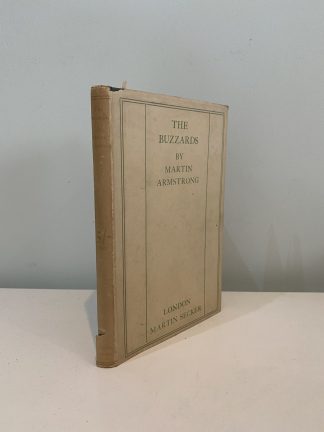 THE
BUZZARDS
BY
MARTIN
ARMSTRONG
LONDON
MARTIN SECKER